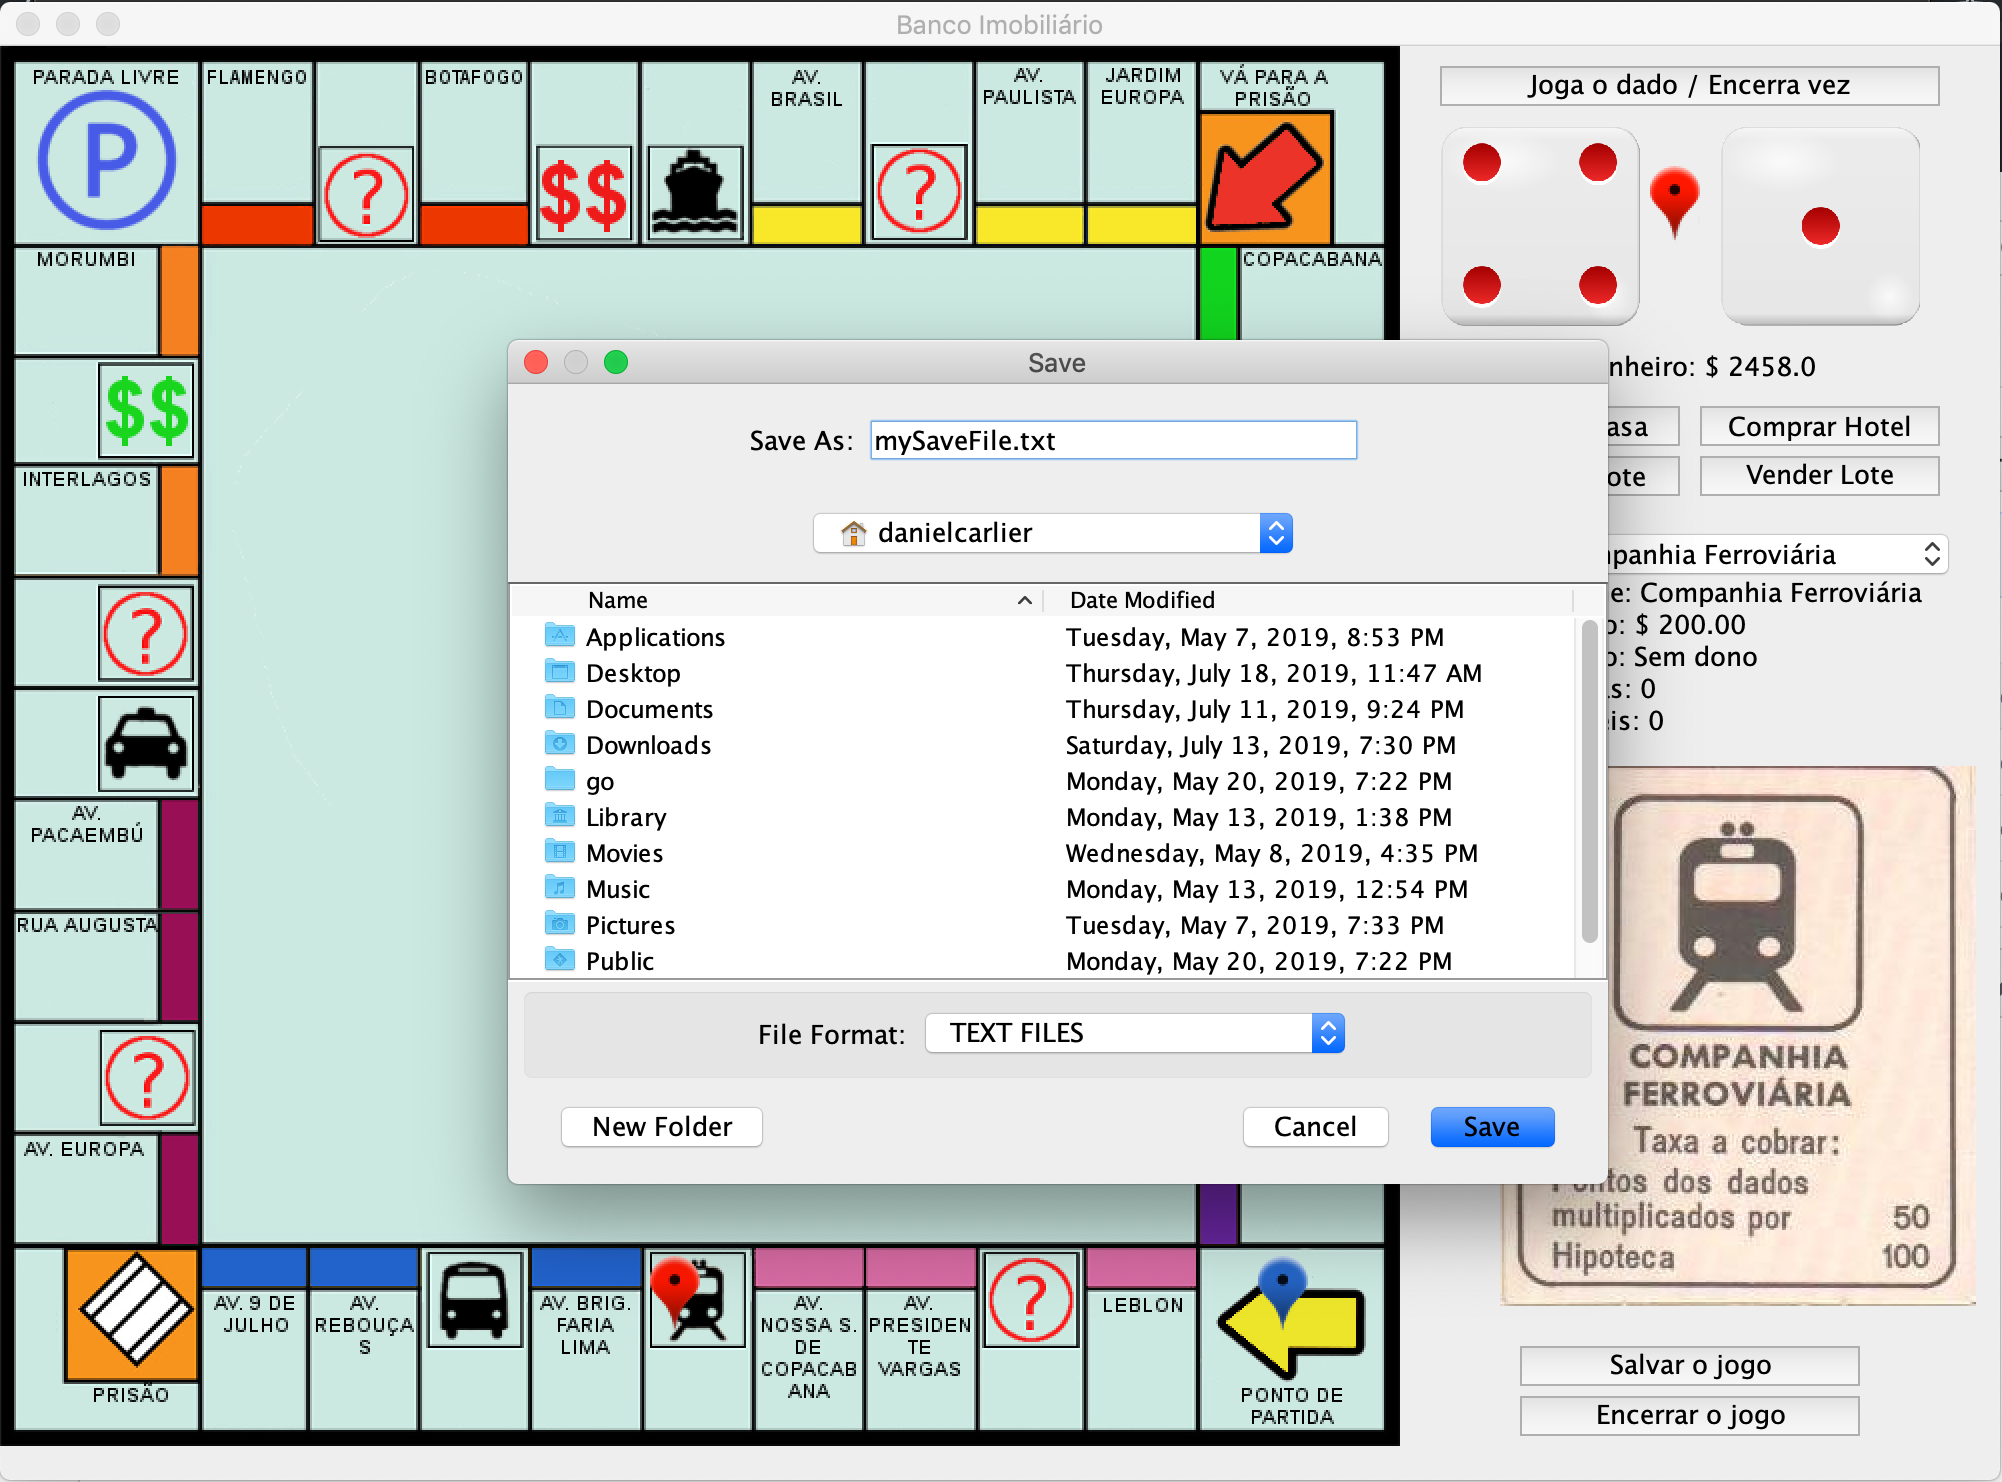 Banco Imobiliário
PARADA LIVRE
P
FLAMENGO
?
BOTAFOGO
$$
AV.
BRASIL
?
AV.
PAULISTA
JARDIM
EUROPA
VÁ PARA A
PRISÃO
MORUMBI
$$
INTERLAGOS
?
AV.
PACAEMBÚ
RUA AUGUSTA
?
AV. EUROPA
COPACABANA
PRISÃO
AV. 9 DE
JULHO
AV.
REBOUÇA
S
AV. BRIG.
FARIA
LIMA
AV.
NOSSA S.
DE
COPACAB
ANA
AV.
PRESIDEN
TE
VARGAS
?
LEBLON
PONTO DE
PARTIDA
Save
Save As: mySaveFile.txt
danielcarlier
Name Date Modified
Applications Tuesday, May 7, 2019, 8:53 PM
Desktop Thursday, July 18, 2019, 11:47 AM
Documents Thursday, July 11, 2019, 9:24 PM
Downloads Saturday, July 13, 2019, 7:30 PM
go Monday, May 20, 2019, 7:22 PM
Library Monday, May 13, 2019, 1:38 PM
Movies Wednesday, May 8, 2019, 4:35 PM
Music Monday, May 13, 2019, 12:54 PM
Pictures Tuesday, May 7, 2019, 7:33 PM
Public Monday, May 20, 2019, 7:22 PM
File Format: TEXT FILES
New Folder Cancel Save
Joga o dado / Encerra vez
nheiro: $ 2458.0
asa Comprar Hotel
ote Vender Lote
panhia Ferroviária
e: Companhia Ferroviária
o: $ 200.00
o: Sem dono
s: 0
is: 0
COMPANHIA
FERROVIÁRIA
Taxa a cobrar:
Pontos dos dados
multiplicados por 50
Hipoteca 100
Salvar o jogo
Encerrar o jogo